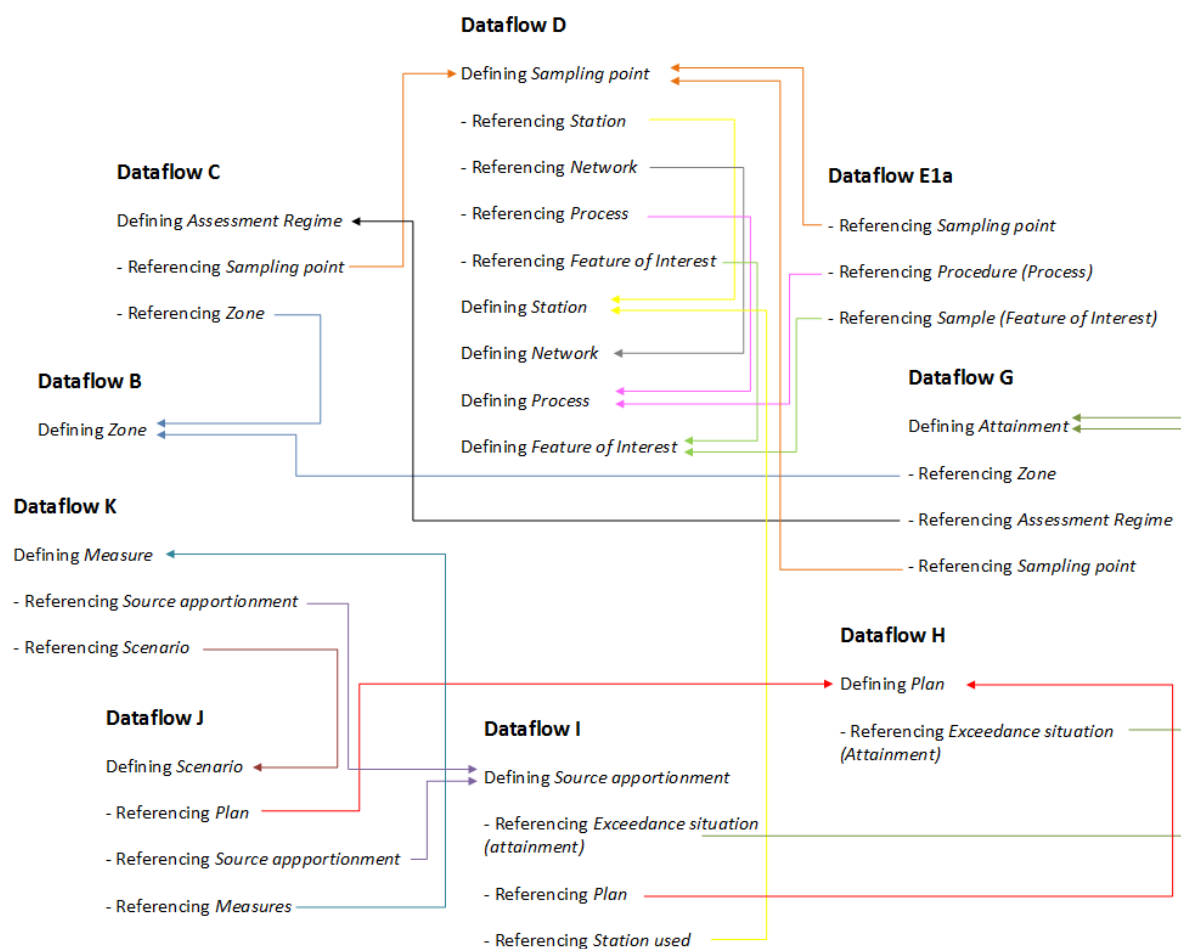 Dataflow D
Defining Sampling point
- Referencing Station
- Referencing Network
- Referencing Process
- Referencing Feature of Interest
Defining Station
Defining Network
Defining Process
Defining Feature of Interest
Dataflow C
Defining Assessment Regime
- Referencing Sampling point
- Referencing Zone
Dataflow E1a
- Referencing Sampling point
- Referencing Procedure (Process)
- Referencing Sample (Feature of Interest)
Dataflow B
Defining Zone
Dataflow G
Defining Attainment
- Referencing Zone
- Referencing Assessment Regime
- Referencing Sampling point
Dataflow K
Defining Measure
- Referencing Source apportionment
- Referencing Scenario
Dataflow H
Defining Plan
- Referencing Exceedance situation
(Attainment)
Dataflow J
Defining Scenario
- Referencing Plan
- Referencing Source appportionment
- Referencing Measures
Dataflow I
Defining Source apportionment
- Referencing Exceedance situation
(attainment)
- Referencing Plan
- Referencing Station used